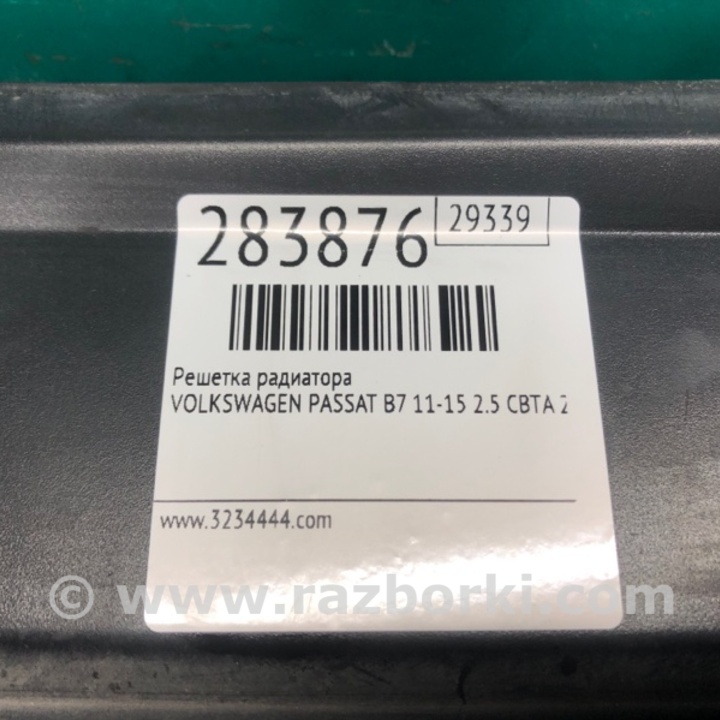 283876
29339
Решетка радиатора
VOLKSWAGEN PASSAT B7 11-15 2.5 CBTA 2
www.3234444.com
© www.razborki.com